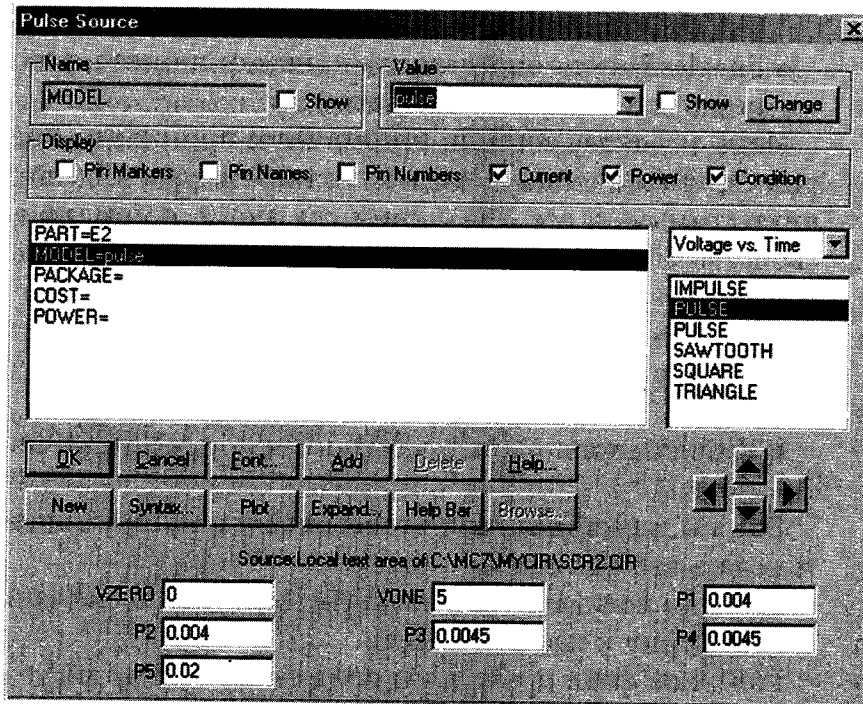 Pulse Source
Name
MODEL
Show
Value
pulse
Show
Change
Display
Pin Markers
Pin Names
Pin Numbers
Current
Power
Condition
PART=E2
MODEL=pulse
PACKAGE=
COST=
POWER=
Voltage vs. Time
IMPULSE
PULSE
PULSE
SAWTOOTH
SQUARE
TRIANGLE
OK
Cancel
Font...
Add
Delete
Help...
New
Syntax...
Plot
Expand...
Help Bar
Browse...
Source:Local text area of C:\MC7\MYCIR\SCR2.CIR
VZERO 0
VONE 5
P1 0.004
P2 0.004
P3 0.0045
P4 0.0045
P5 0.02